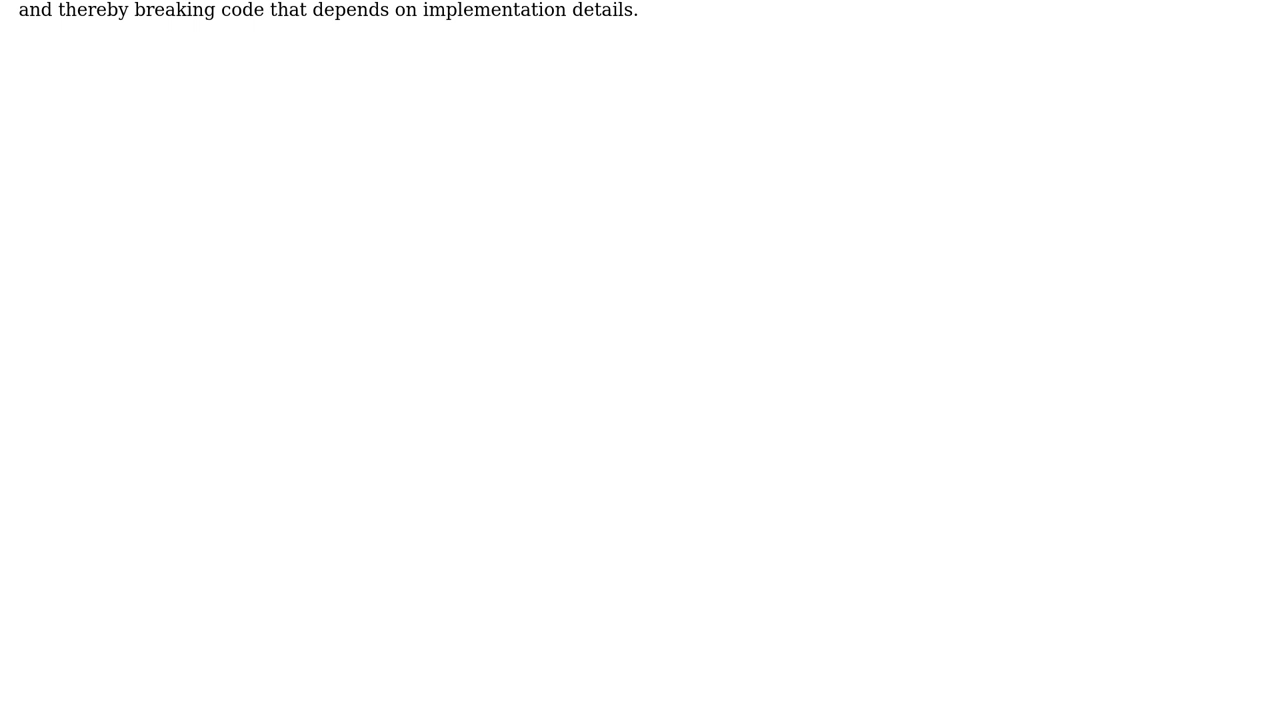 and thereby breaking code that depends on implementation details.